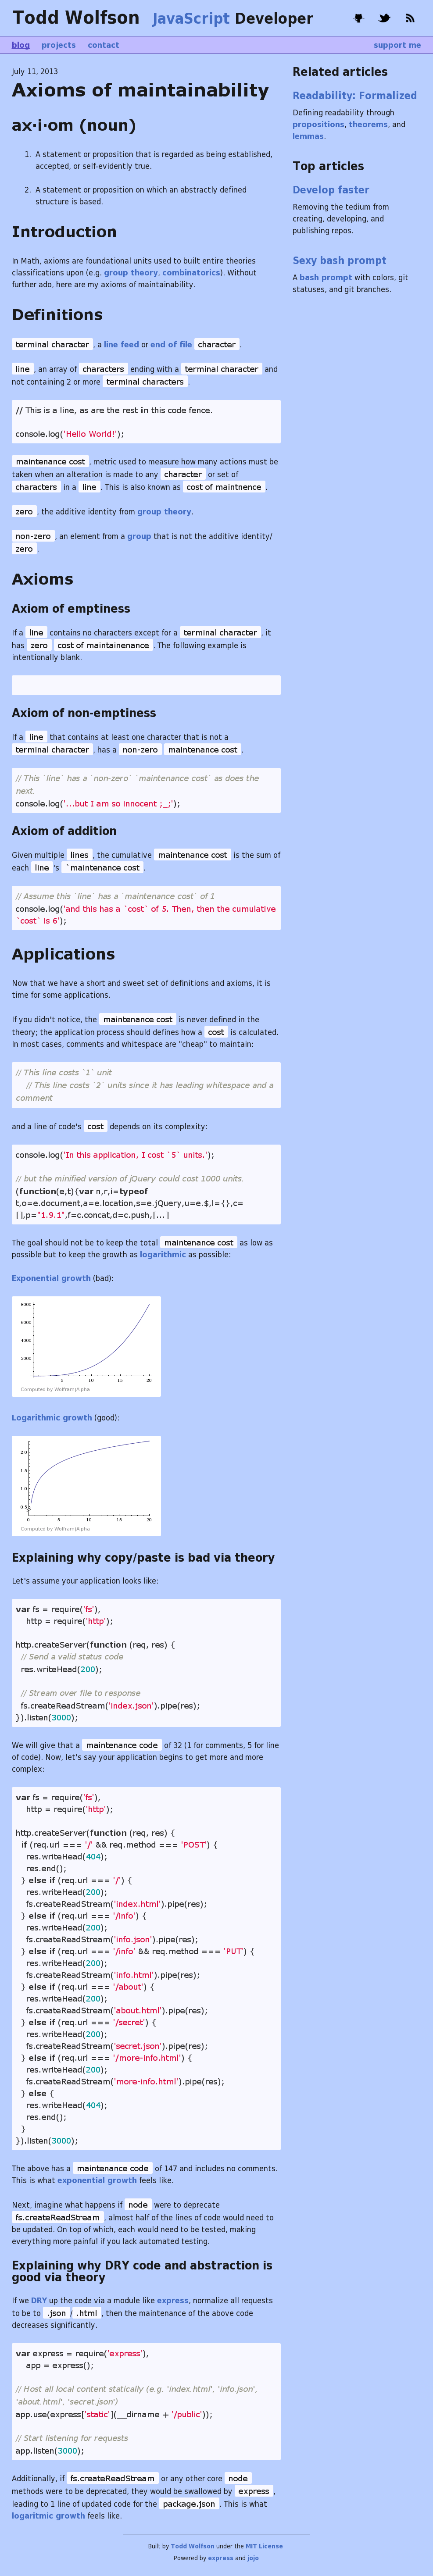 Todd Wolfson JavaScript Developer
blog projects contact support me
July 11, 2013
Axioms of maintainability
ax·i·om (noun)
1. A statement or proposition that is regarded as being established,
accepted, or self-evidently true.
2. A statement or proposition on which an abstractly defined
structure is based.
Introduction
In Math, axioms are foundational units used to built entire theories
classifications upon (e.g. group theory, combinatorics). Without
further ado, here are my axioms of maintainability.
Definitions
terminal character, a line feed or end of file character.
line, an array of characters ending with a terminal character and
not containing 2 or more terminal characters.
// This is a line, as are the rest in this code fence.
console.log('Hello World!');
maintenance cost, metric used to measure how many actions must be
taken when an alteration is made to any character or set of
characters in a line. This is also known as cost of maintnence.
zero, the additive identity from group theory.
non-zero, an element from a group that is not the additive identity/
zero.
Axioms
Axiom of emptiness
If a line contains no characters except for a terminal character, it
has zero cost of maintainenance. The following example is
intentionally blank.
Axiom of non-emptiness
If a line that contains at least one character that is not a
terminal character, has a non-zero maintenance cost.
// This `line` has a `non-zero` `maintenance cost` as does the
next.
console.log('...but I am so innocent ;_;');
Axiom of addition
Given multiple lines, the cumulative maintenance cost is the sum of
each line's `maintenance cost.
// Assume this `line` has a `maintenance cost` of 1
console.log('and this has a `cost` of 5. Then, then the cumulative
`cost` is 6');
Applications
Now that we have a short and sweet set of definitions and axioms, it is
time for some applications.
If you didn't notice, the maintenance cost is never defined in the
theory; the application process should defines how a cost is calculated.
In most cases, comments and whitespace are "cheap" to maintain:
// This line costs `1` unit
// This line costs `2` units since it has leading whitespace and a
comment
and a line of code's cost depends on its complexity:
console.log('In this application, I cost `5` units.');
// but the minified version of jQuery could cost 1000 units.
(function(e,t){var n,r,i=typeof
t,o=e.document,a=e.location,s=e.jQuery,u=e.$,l={},c=
[],p="1.9.1",f=c.concat,d=c.push,[...]
The goal should not be to keep the total maintenance cost as low as
possible but to keep the growth as logarithmic as possible:
Exponential growth (bad):
8000
6000
4000
2000
5 10 15 20
Computed by Wolfram|Alpha
Logarithmic growth (good):
2.0
1.5
1.0
0.5
0 5 10 15 20
Computed by Wolfram|Alpha
Explaining why copy/paste is bad via theory
Let's assume your application looks like:
var fs = require('fs'),
http = require('http');
http.createServer(function (req, res) {
// Send a valid status code
res.writeHead(200);
// Stream over file to response
fs.createReadStream('index.json').pipe(res);
}).listen(3000);
We will give that a maintenance code of 32 (1 for comments, 5 for line
of code). Now, let's say your application begins to get more and more
complex:
var fs = require('fs'),
http = require('http');
http.createServer(function (req, res) {
if (req.url === '/' && req.method === 'POST') {
res.writeHead(404);
res.end();
} else if (req.url === '/') {
res.writeHead(200);
fs.createReadStream('index.html').pipe(res);
} else if (req.url === '/info') {
res.writeHead(200);
fs.createReadStream('info.json').pipe(res);
} else if (req.url === '/info' && req.method === 'PUT') {
res.writeHead(200);
fs.createReadStream('info.html').pipe(res);
} else if (req.url === '/about') {
res.writeHead(200);
fs.createReadStream('about.html').pipe(res);
} else if (req.url === '/secret') {
res.writeHead(200);
fs.createReadStream('secret.json').pipe(res);
} else if (req.url === '/more-info.html') {
res.writeHead(200);
fs.createReadStream('more-info.html').pipe(res);
} else {
res.writeHead(404);
res.end();
}
}).listen(3000);
The above has a maintenance code of 147 and includes no comments.
This is what exponential growth feels like.
Next, imagine what happens if node were to deprecate
fs.createReadStream, almost half of the lines of code would need to
be updated. On top of which, each would need to be tested, making
everything more painful if you lack automated testing.
Explaining why DRY code and abstraction is
good via theory
If we DRY up the code via a module like express, normalize all requests
to be to .json/.html, then the maintenance of the above code
decreases significantly.
var express = require('express'),
app = express();
// Host all local content statically (e.g. 'index.html', 'info.json',
'about.html', 'secret.json')
app.use(express['static'](__dirname + '/public'));
// Start listening for requests
app.listen(3000);
Additionally, if fs.createReadStream or any other core node
methods were to be deprecated, they would be swallowed by express,
leading to 1 line of updated code for the package.json. This is what
logaritmic growth feels like.
Related articles
Readability: Formalized
Defining readability through
propositions, theorems, and
lemmas.
Top articles
Develop faster
Removing the tedium from
creating, developing, and
publishing repos.
Sexy bash prompt
A bash prompt with colors, git
statuses, and git branches.
Built by Todd Wolfson under the MIT License
Powered by express and jojo